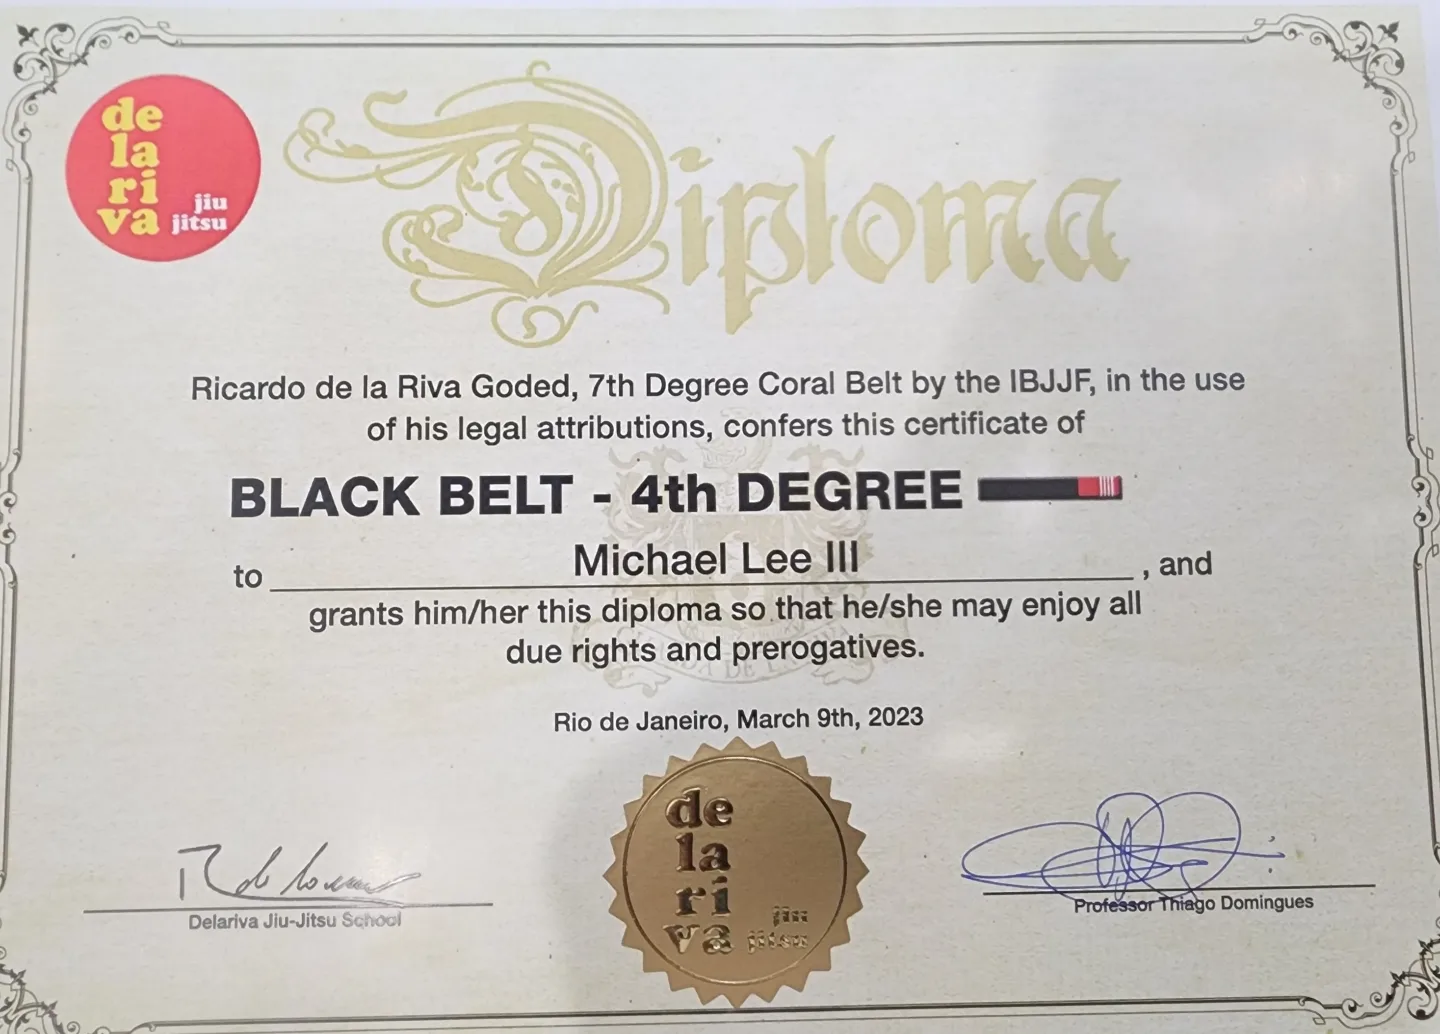 de
la
ri
va jiu
jitsu
Diploma
Ricardo de la Riva Goded, 7th Degree Coral Belt by the IBJJF, in the use
of his legal attributions, confers this certificate of
BLACK BELT - 4th DEGREE
to Michael Lee III , and
grants him/her this diploma so that he/she may enjoy all
due rights and prerogatives.
Rio de Janeiro, March 9th, 2023
de
la
ri
va jiu
jitsu
Delariva Jiu-Jitsu School
Professor Thiago Domingues